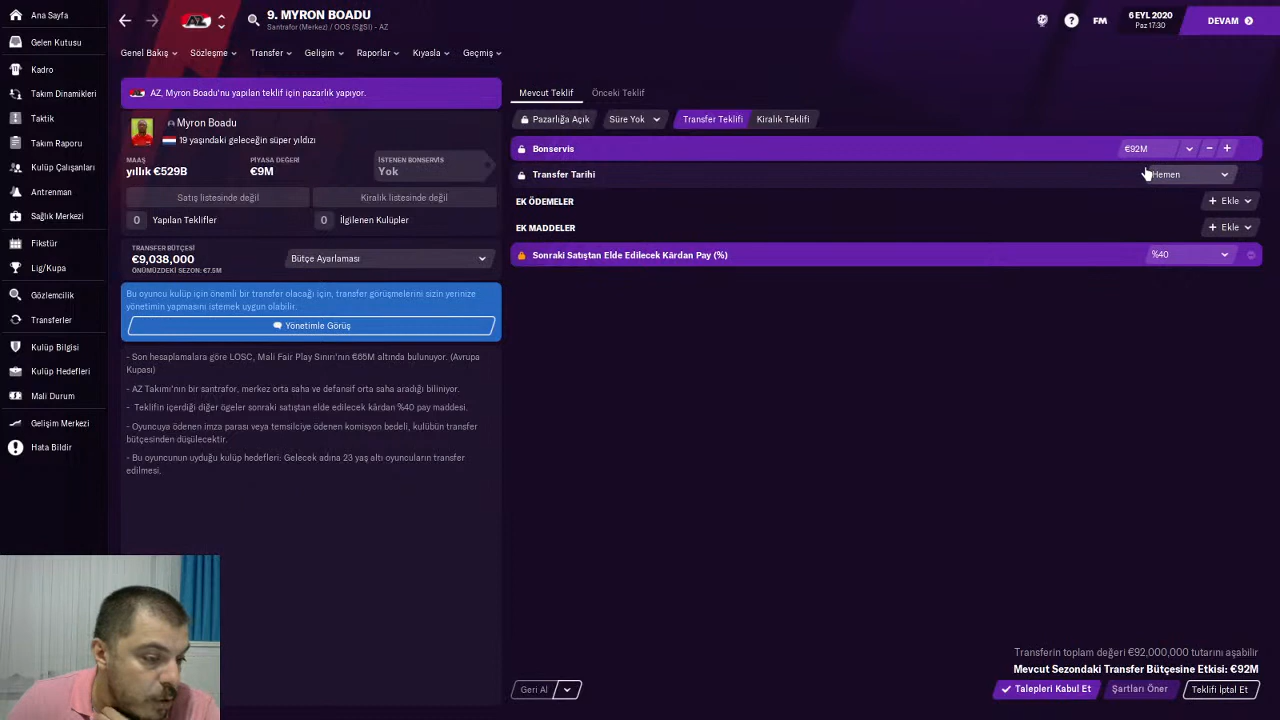 Ana Sayfa
Gelen Kutusu
Kadro
Takım Dinamikleri
Taktik
Takım Raporu
Kulüp Çalışanları
Antrenman
Sağlık Merkezi
Fikstür
Lig/Kupa
Gözlemcilik
Transferler
Kulüp Bilgisi
Kulüp Hedefleri
Mali Durum
Gelişim Merkezi
Hata Bildir
AZ
9. MYRON BOADU
Santrafor (Merkez) / OOS (SğSl) - AZ
FM
6 EYL 2020
Paz 17:30
DEVAM
Genel Bakış
Sözleşme
Transfer
Gelişim
Raporlar
Kıyasla
Geçmiş
AZ, Myron Boadu'nu yapılan teklif için pazarlık yapıyor.
Myron Boadu
19 yaşındaki geleceğin süper yıldızı
MAAŞ
yıllık €529B
PİYASA DEĞERİ
€9M
İSTENEN BONSERVİS
Yok
Satış listesinde değil
Kiralık listesinde değil
0 Yapılan Teklifler
0 İlgilenen Kulüpler
TRANSFER BÜTÇESİ
€9,038,000
ÖNÜMÜZDEKİ SEZON: €7.5M
Bütçe Ayarlaması
Bu oyuncu kulüp için önemli bir transfer olacağı için, transfer görüşmelerini sizin yerinize
yönetimin yapmasını istemek uygun olabilir.
Yönetimle Görüş
- Son hesaplamalara göre LOSC, Mali Fair Play Sınırı'nın €65M altında bulunuyor. (Avrupa
Kupası)
- AZ Takımı'nın bir santrafor, merkez orta saha ve defansif orta saha aradığı biliniyor.
- Teklifin içerdiği diğer ögeler sonraki satıştan elde edilecek kârdan %40 pay maddesi.
- Oyuncuya ödenen imza parası veya temsilciye ödenen komisyon bedeli, kulübün transfer
bütçesinden düşülecektir.
- Bu oyuncunun uyduğu kulüp hedefleri: Gelecek adına 23 yaş altı oyuncuların transfer
edilmesi.
Mevcut Teklif
Önceki Teklif
Pazarlığa Açık
Süre Yok
Transfer Teklifi
Kiralık Teklifi
Bonservis
€92M
Transfer Tarihi
Hemen
EK ÖDEMELER
+ Ekle
EK MADDELER
+ Ekle
Sonraki Satıştan Elde Edilecek Kârdan Pay (%)
%40
Transferin toplam değeri €92,000,000 tutarını aşabilir
Mevcut Sezondaki Transfer Bütçesine Etkisi: €92M
Geri Al
Talepleri Kabul Et
Şartları Öner
Teklifi İptal Et